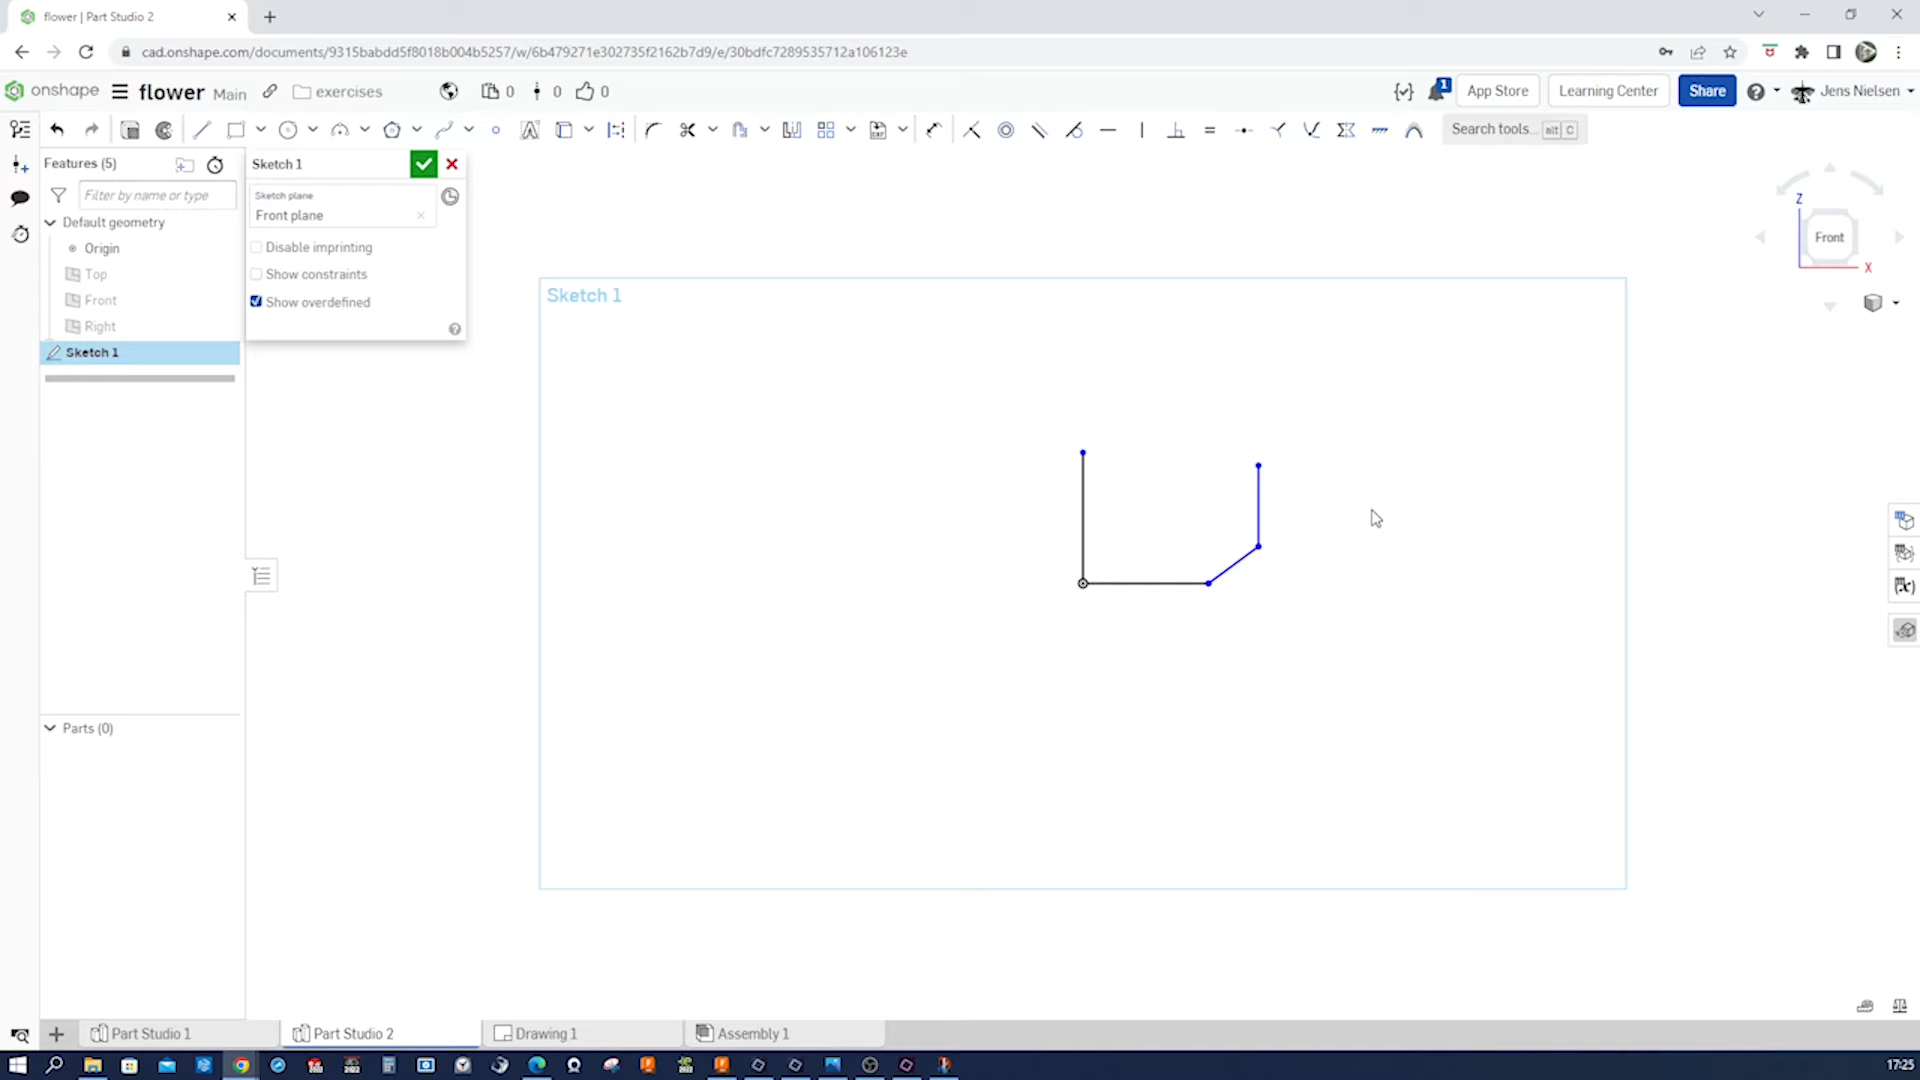 flower | Part Studio 2
cad.onshape.com/documents/9315babdd5f8018b004b5257/w/6b479271e302735f2162b7d9/e/30bdfc7289535712a106123e
onshape
flower Main
exercises
0
0
0
1
App Store
Learning Center
Share
Jens Nielsen
Search tools...
alt C
Features (5)
Filter by name or type
Default geometry
Origin
Top
Front
Right
Sketch 1
Sketch 1
Sketch plane
Front plane
Disable imprinting
Show constraints
Show overdefined
Sketch 1
Z
Front
X
Parts (0)
Part Studio 1
Part Studio 2
Drawing 1
Assembly 1
17:25